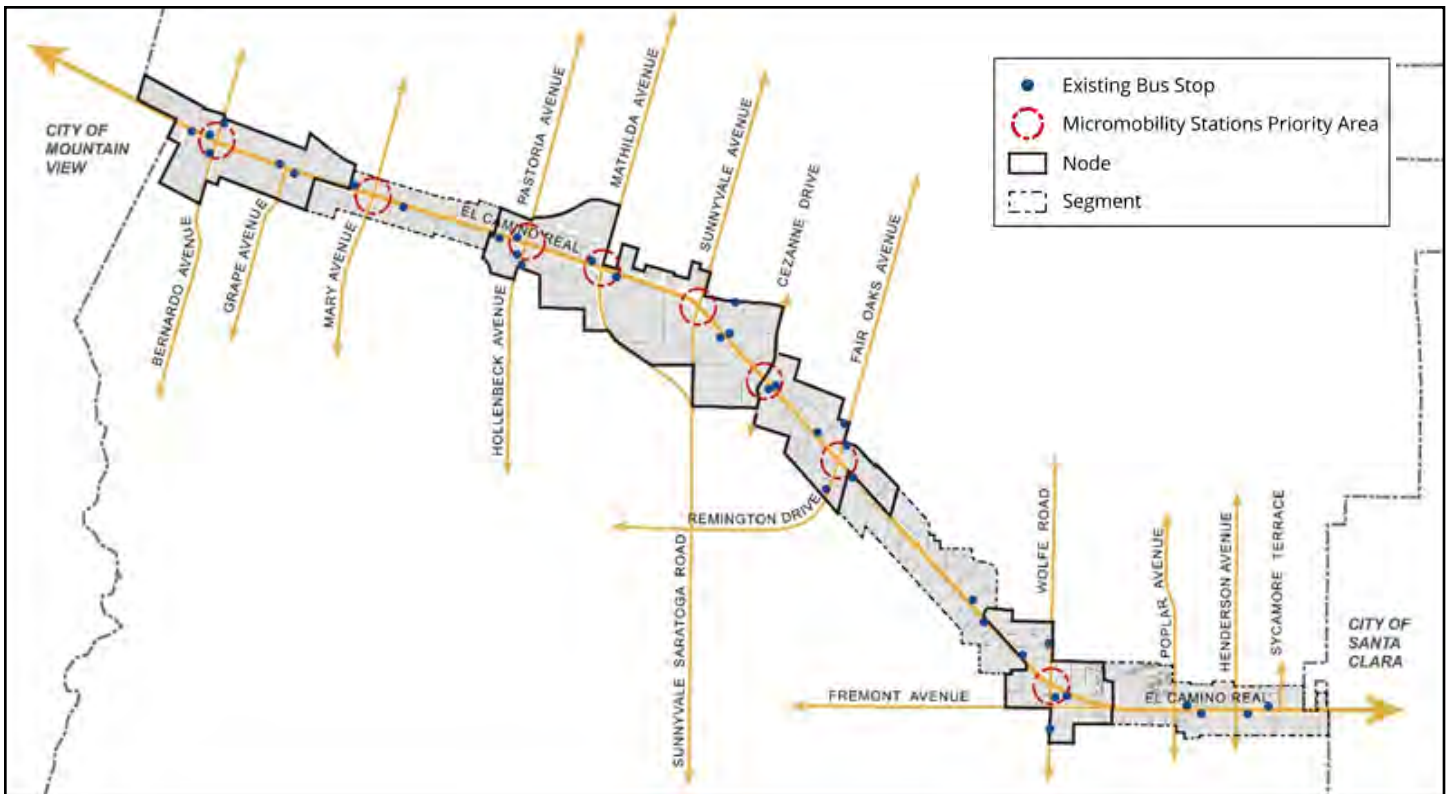 Existing Bus Stop
Micromobility Stations Priority Area
Node
Segment
CITY OF
MOUNTAIN
VIEW
BERNARDO AVENUE
GRAPE AVENUE
MARY AVENUE
EL CAMINO REAL
PASTORIA AVENUE
HOLLENBECK AVENUE
MATHILDA AVENUE
SUNNYVALE AVENUE
CEZANNE DRIVE
FAIR OAKS AVENUE
REMINGTON DRIVE
SUNNYVALE SARATOGA ROAD
WOLFE ROAD
FREMONT AVENUE
POPLAR AVENUE
HENDERSON AVENUE
SYCAMORE TERRACE
EL CAMINO REAL
CITY OF
SANTA
CLARA